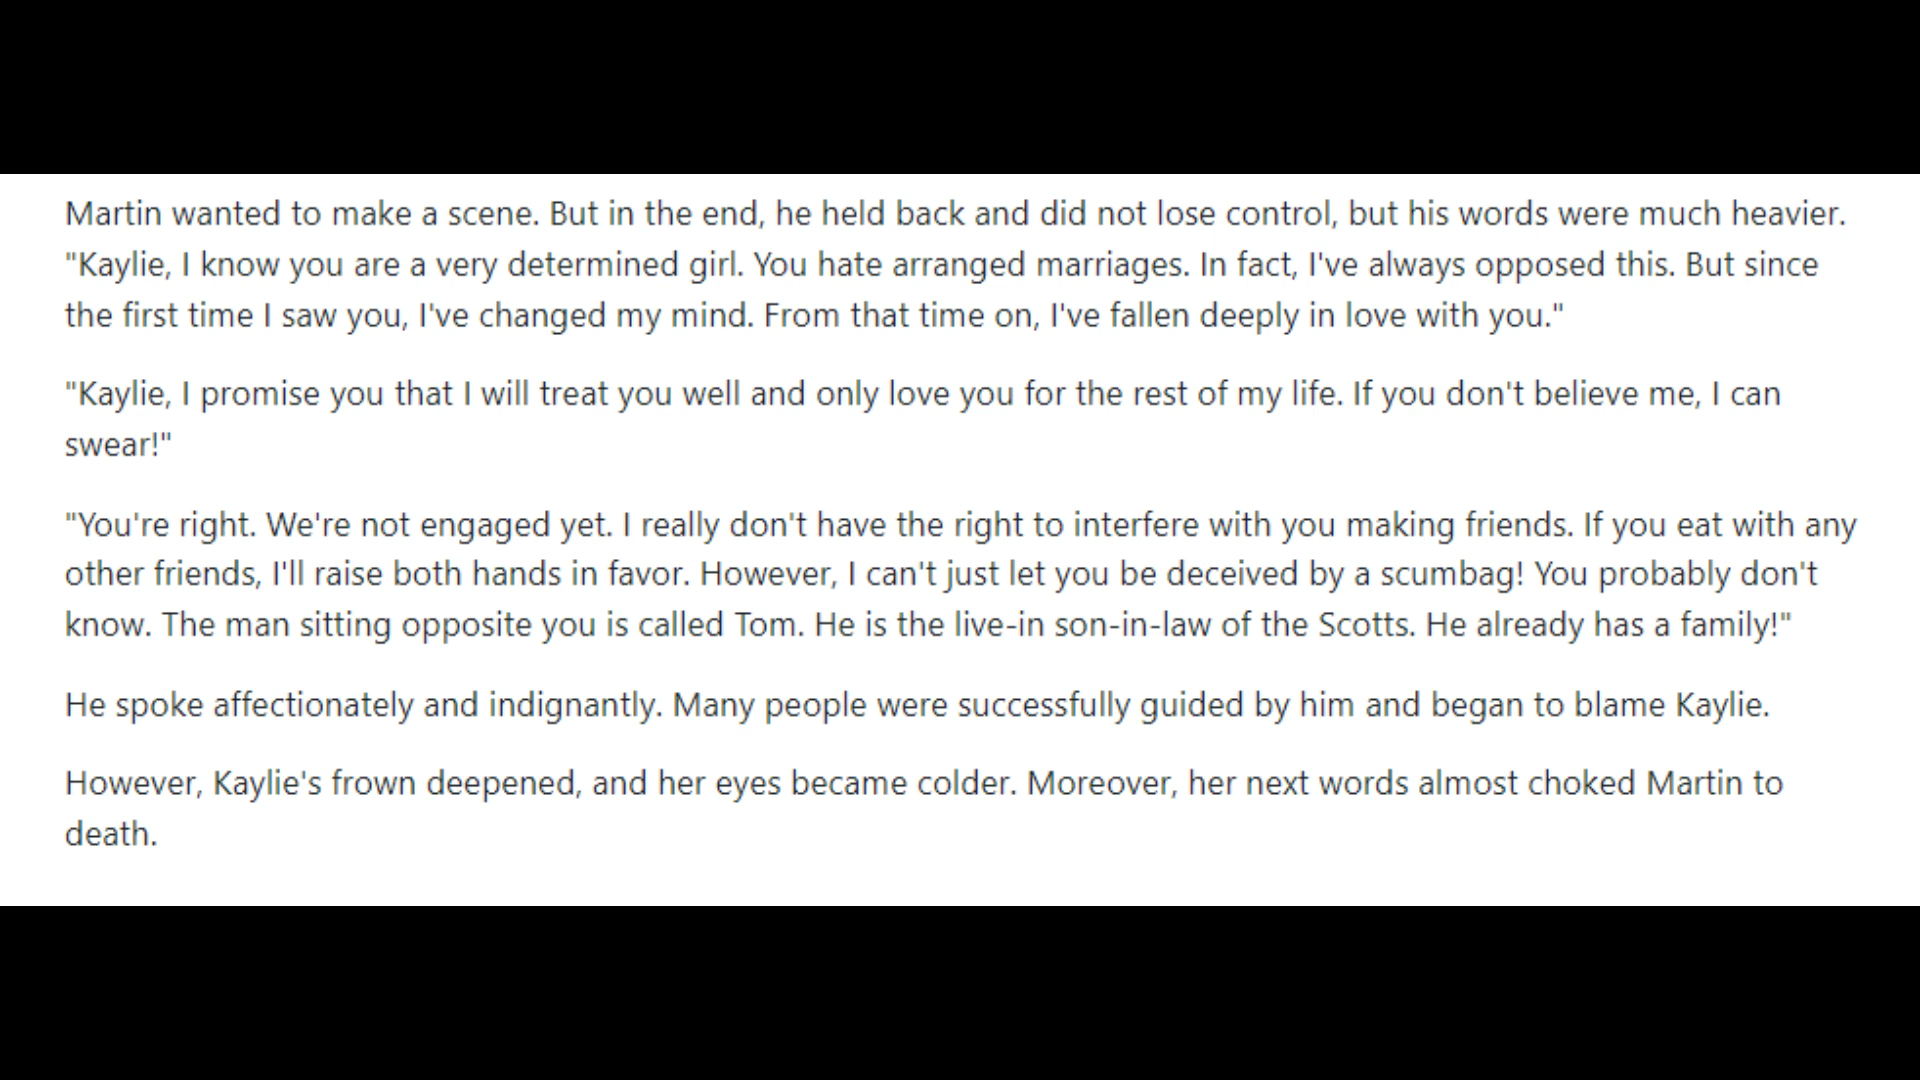 Martin wanted to make a scene. But in the end, he held back and did not lose control, but his words were much heavier.
"Kaylie, I know you are a very determined girl. You hate arranged marriages. In fact, I've always opposed this. But since
the first time I saw you, I've changed my mind. From that time on, I've fallen deeply in love with you."
"Kaylie, I promise you that I will treat you well and only love you for the rest of my life. If you don't believe me, I can
swear!"
"You're right. We're not engaged yet. I really don't have the right to interfere with you making friends. If you eat with any
other friends, I'll raise both hands in favor. However, I can't just let you be deceived by a scumbag! You probably don't
know. The man sitting opposite you is called Tom. He is the live-in son-in-law of the Scotts. He already has a family!"
He spoke affectionately and indignantly. Many people were successfully guided by him and began to blame Kaylie.
However, Kaylie's frown deepened, and her eyes became colder. Moreover, her next words almost choked Martin to
death.